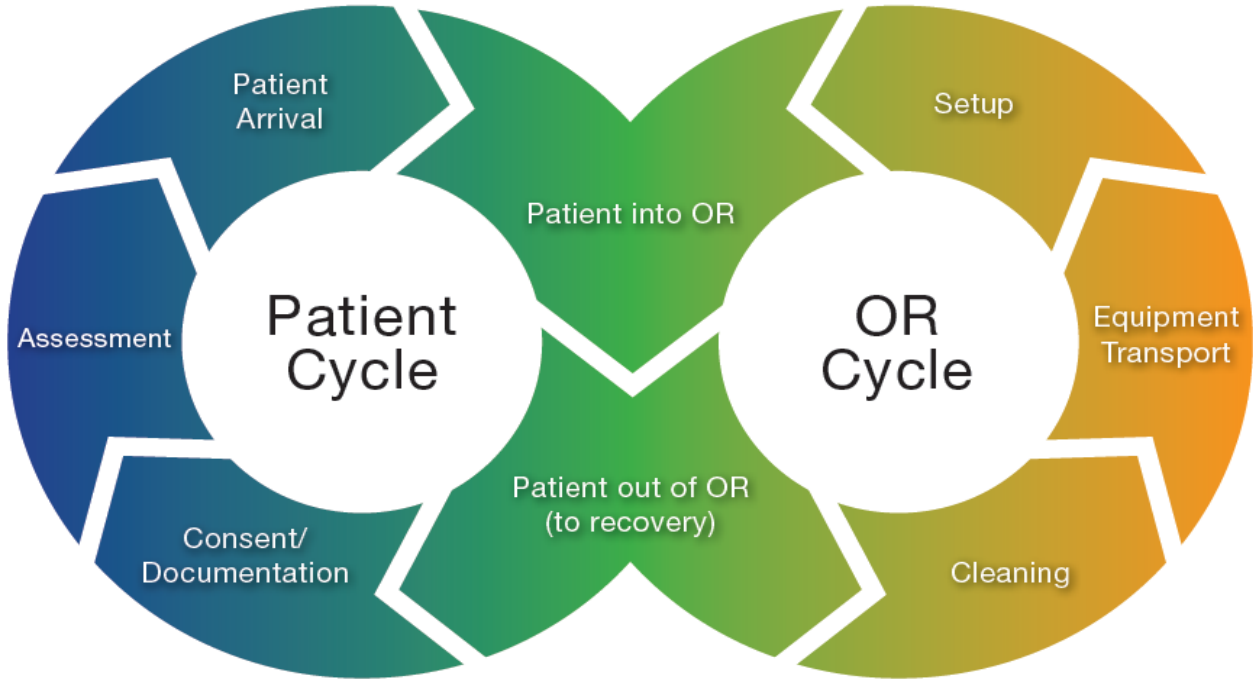 Patient
Arrival
Setup
Patient into OR
Patient
Cycle
OR
Cycle
Assessment
Equipment
Transport
Patient out of OR
(to recovery)
Consent/
Documentation
Cleaning